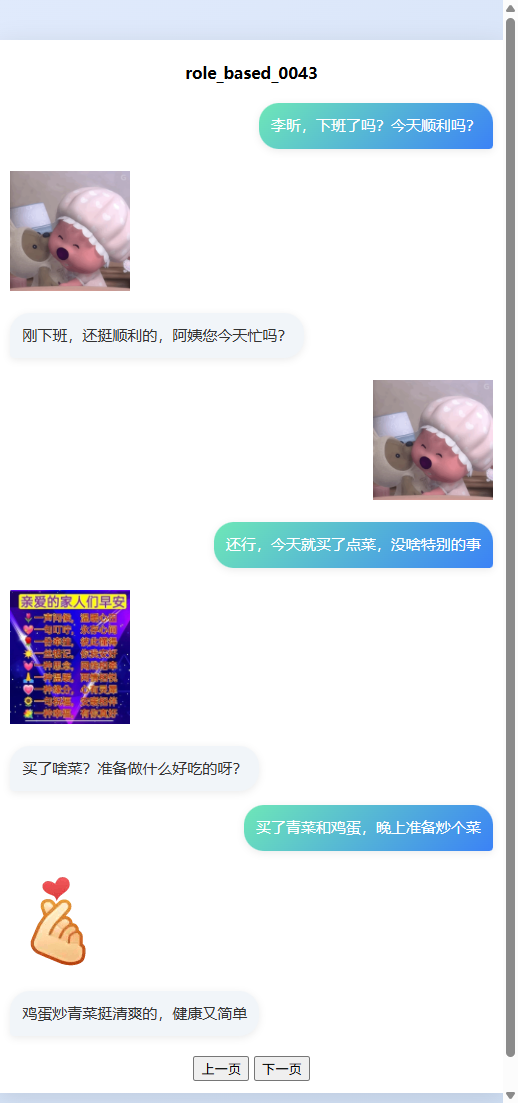 role_based_0043
李昕，下班了吗？今天顺利吗？
刚下班，还挺顺利的，阿姨您今天忙吗？
还行，今天就买了点菜，没啥特别的事
亲爱的家人们早安
买了啥菜？准备做什么好吃的呀？
买了青菜和鸡蛋，晚上准备炒个菜
鸡蛋炒青菜挺清爽的，健康又简单
上一页 下一页